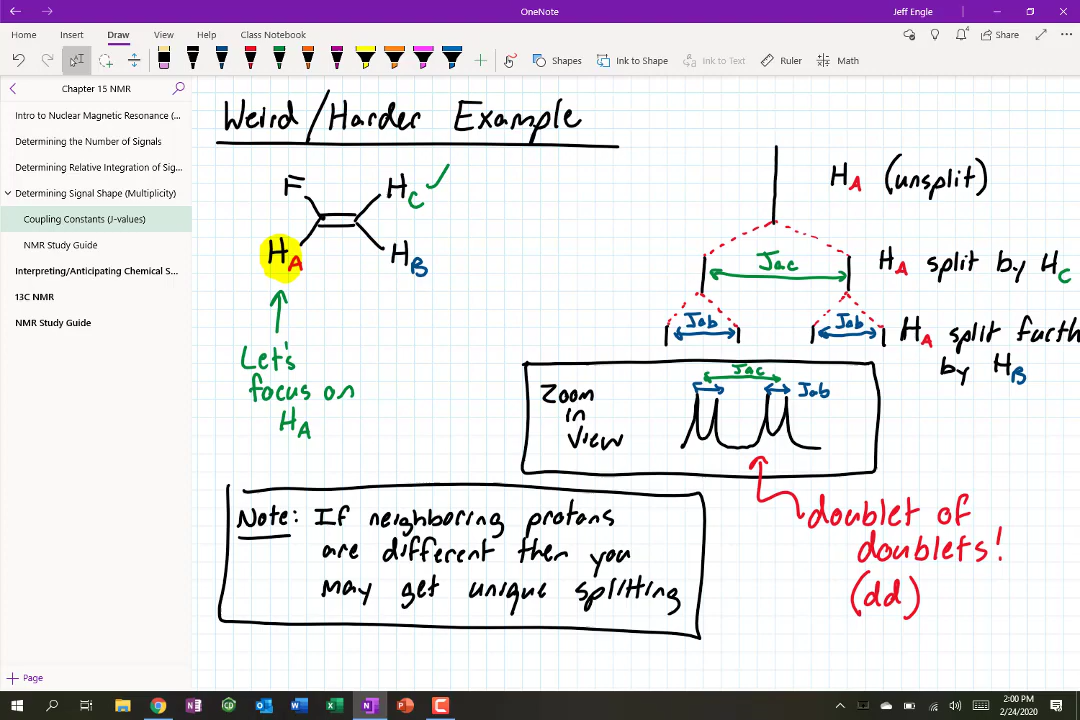 OneNote
Jeff Engle
Home
Insert
Draw
View
Help
Class Notebook
Share
Shapes
Ink to Shape
Ink to Text
Ruler
Math
Chapter 15 NMR
Intro to Nuclear Magnetic Resonance (...
Determining the Number of Signals
Determining Relative Integration of Sig...
Determining Signal Shape (Multiplicity)
Coupling Constants (J-values)
NMR Study Guide
Interpreting/Anticipating Chemical S...
13C NMR
NMR Study Guide
Page
Weird/Harder Example
F
HC
HA
HB
Let's
focus on
HA
HA (unsplit)
Jac
HA split by HC
Jab
Jab
HA split furth
by HB
Zoom
in
View
Jac
Jab
doublet of
doublets!
(dd)
Note: If neighboring protons
are different then you
may get unique splitting
2:00 PM
2/24/2020